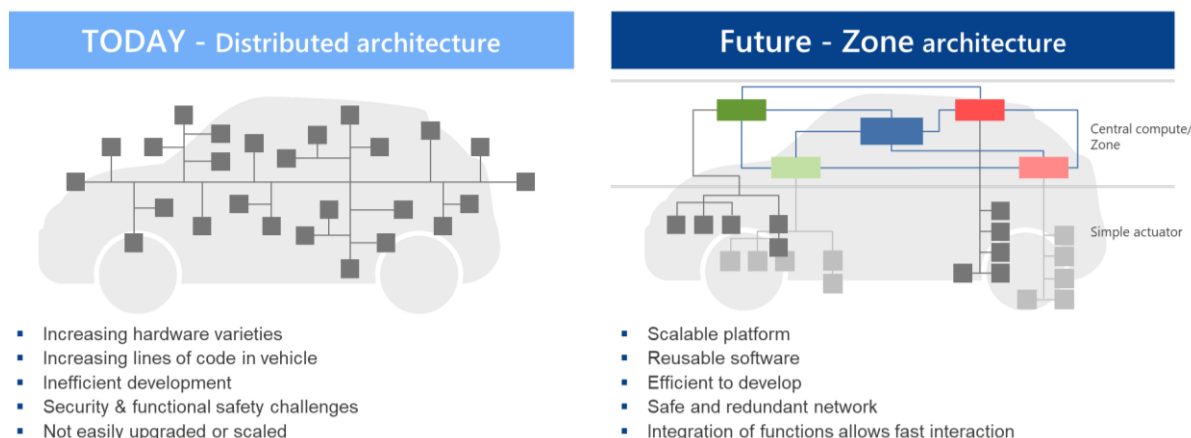 TODAY - Distributed architecture
Future - Zone architecture
Central compute/
Zone
Simple actuator
▪ Increasing hardware varieties
▪ Increasing lines of code in vehicle
▪ Inefficient development
▪ Security & functional safety challenges
▪ Not easily upgraded or scaled
▪ Scalable platform
▪ Reusable software
▪ Efficient to develop
▪ Safe and redundant network
▪ Integration of functions allows fast interaction